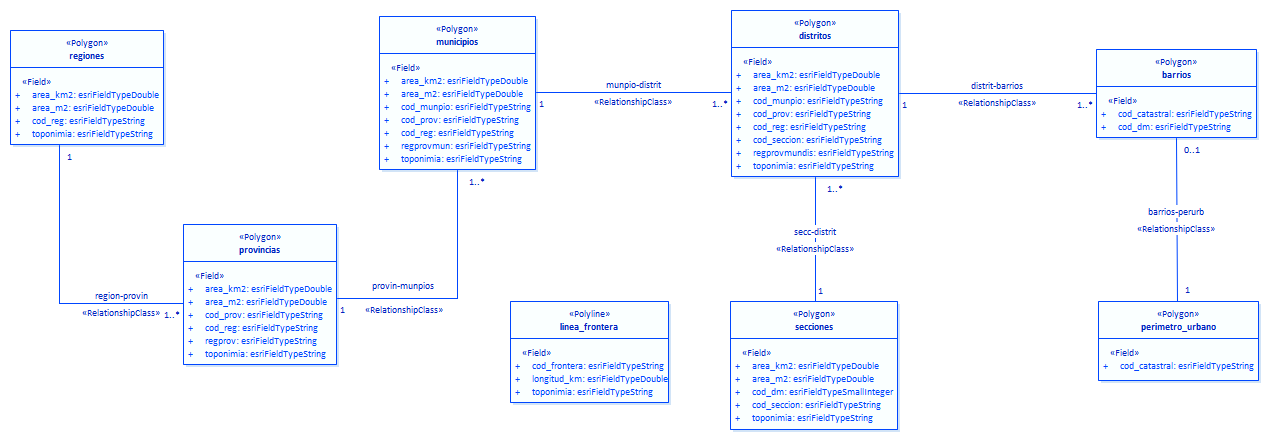 «Polygon»
regiones
«Field»
+ area_km2: esriFieldTypeDouble
+ area_m2: esriFieldTypeDouble
+ cod_reg: esriFieldTypeString
+ toponimia: esriFieldTypeString
1
region-provin
«RelationshipClass»
1..*
«Polygon»
provincias
«Field»
+ area_km2: esriFieldTypeDouble
+ area_m2: esriFieldTypeDouble
+ cod_prov: esriFieldTypeString
+ cod_reg: esriFieldTypeString
+ regprov: esriFieldTypeString
+ toponimia: esriFieldTypeString
1
provin-munpios
«RelationshipClass»
1..*
«Polygon»
municipios
«Field»
+ area_km2: esriFieldTypeDouble
+ area_m2: esriFieldTypeDouble
+ cod_munpio: esriFieldTypeString
+ cod_prov: esriFieldTypeString
+ cod_reg: esriFieldTypeString
+ regprovmun: esriFieldTypeString
+ toponimia: esriFieldTypeString
1
munpio-distrit
«RelationshipClass»
1..*
«Polygon»
distritos
«Field»
+ area_km2: esriFieldTypeDouble
+ area_m2: esriFieldTypeDouble
+ cod_munpio: esriFieldTypeString
+ cod_prov: esriFieldTypeString
+ cod_reg: esriFieldTypeString
+ cod_seccion: esriFieldTypeString
+ regprovmundis: esriFieldTypeString
+ toponimia: esriFieldTypeString
1
distrit-barrios
«RelationshipClass»
1..*
«Polygon»
barrios
«Field»
+ cod_catastral: esriFieldTypeString
+ cod_dm: esriFieldTypeString
0..1
barrios-perurb
«RelationshipClass»
1
«Polygon»
perimetro_urbano
«Field»
+ cod_catastral: esriFieldTypeString
1..*
secc-distrit
«RelationshipClass»
1
«Polygon»
secciones
«Field»
+ area_km2: esriFieldTypeDouble
+ area_m2: esriFieldTypeDouble
+ cod_dm: esriFieldTypeSmallInteger
+ cod_seccion: esriFieldTypeString
+ toponimia: esriFieldTypeString
«Polyline»
linea_frontera
«Field»
+ cod_frontera: esriFieldTypeString
+ longitud_km: esriFieldTypeDouble
+ toponimia: esriFieldTypeString